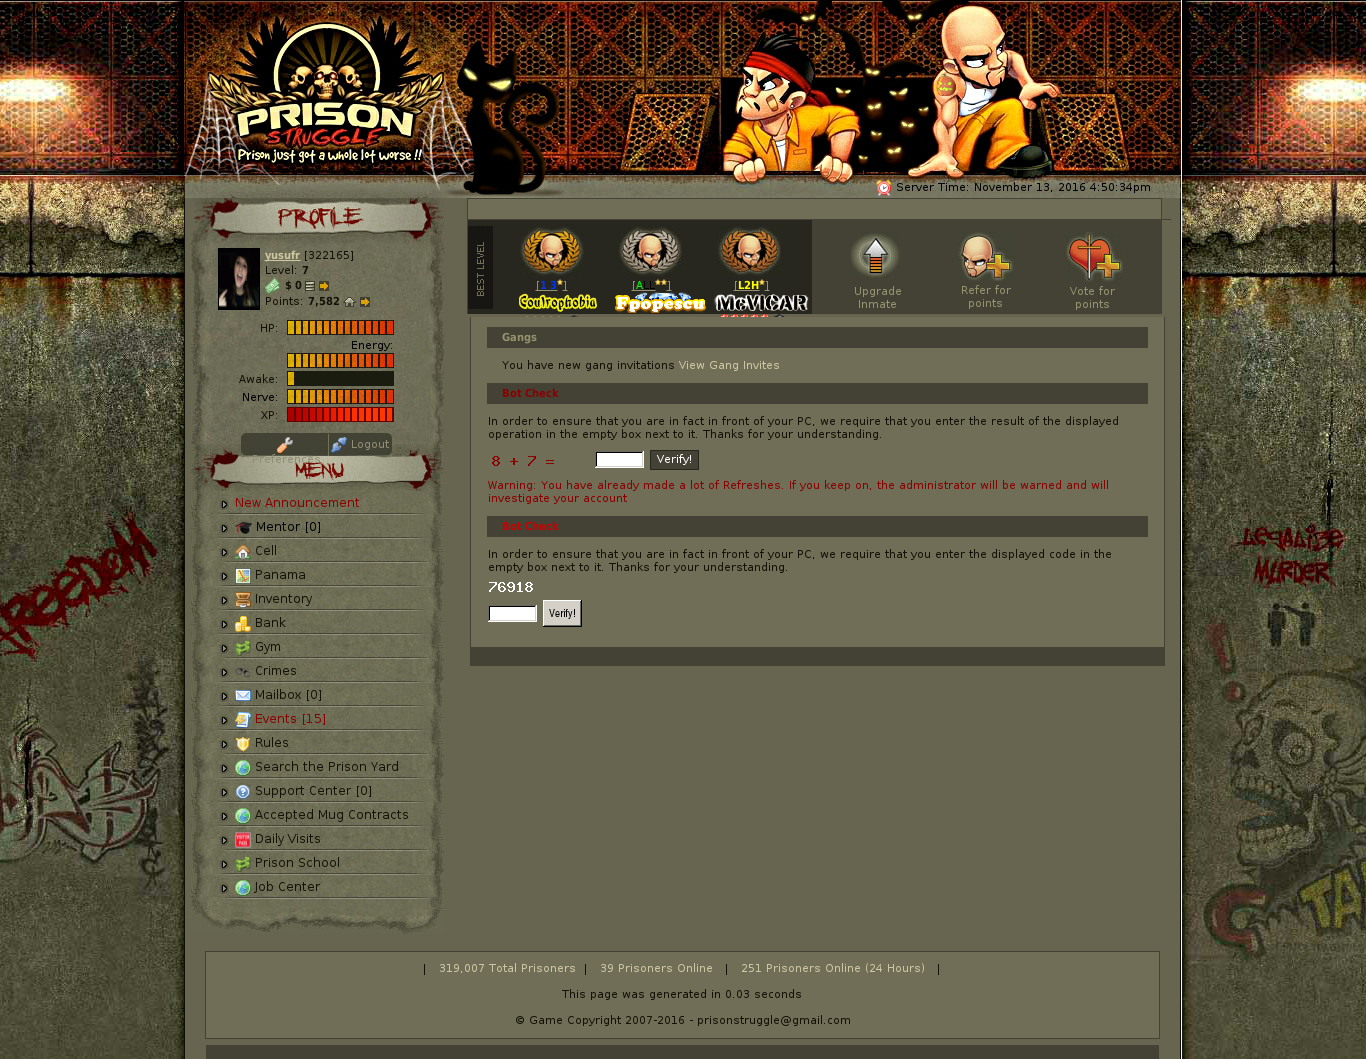 PRISON
STRUGGLE
Prison just got a whole lot worse !!
Server Time: November 13, 2016 4:50:34pm
PROFILE
yusufr [322165]
Level: 7
$ 0
Points: 7,582
HP:
Energy:
Awake:
Nerve:
XP:
Preferences
Logout
MENU
New Announcement
Mentor [0]
Cell
Panama
Inventory
Bank
Gym
Crimes
Mailbox [0]
Events [15]
Rules
Search the Prison Yard
Support Center [0]
Accepted Mug Contracts
Daily Visits
Prison School
Job Center
BEST LEVEL
Controphobia
Fpopescu
[L2H*]
McVICAR
Upgrade
Inmate
Refer for
points
Vote for
points
Gangs
You have new gang invitations View Gang Invites
Bot Check
In order to ensure that you are in fact in front of your PC, we require that you enter the result of the displayed
operation in the empty box next to it. Thanks for your understanding.
8 + 7 =
Verify!
Warning: You have already made a lot of Refreshes. If you keep on, the administrator will be warned and will
investigate your account
Bot Check
In order to ensure that you are in fact in front of your PC, we require that you enter the displayed code in the
empty box next to it. Thanks for your understanding.
76918
Verify!
FREEDOM
LEGALIZE
MURDER
| 319,007 Total Prisoners | 39 Prisoners Online | 251 Prisoners Online (24 Hours) |
This page was generated in 0.03 seconds
© Game Copyright 2007-2016 - prisonstruggle@gmail.com